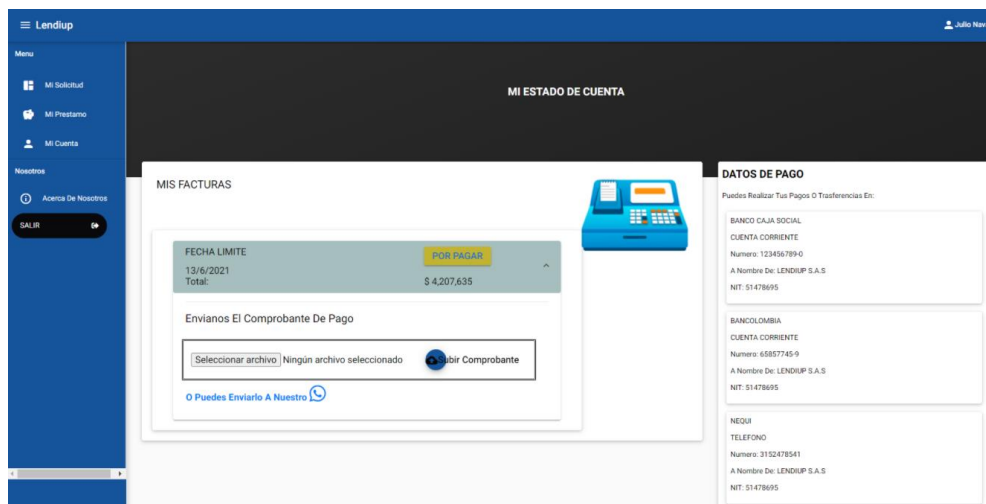 Lendiup
Julio Nav
Menu
Mi Solicitud
Mi Prestamo
Mi Cuenta
Nosotros
Acerca De Nosotros
SALIR
MI ESTADO DE CUENTA
MIS FACTURAS
FECHA LIMITE
POR PAGAR
13/6/2021
Total:
$ 4,207,635
Envianos El Comprobante De Pago
Seleccionar archivo Ningún archivo seleccionado
Subir Comprobante
O Puedes Enviarlo A Nuestro
DATOS DE PAGO
Puedes Realizar Tus Pagos O Trasferencias En:
BANCO CAJA SOCIAL
CUENTA CORRIENTE
Numero: 123456789-0
A Nombre De: LENDIUP S.A.S
NIT: 51478695
BANCOLOMBIA
CUENTA CORRIENTE
Numero: 65857745-9
A Nombre De: LENDIUP S.A.S
NIT: 51478695
NEQUI
TELEFONO
Numero: 3152478541
A Nombre De: LENDIUP S.A.S
NIT: 51478695